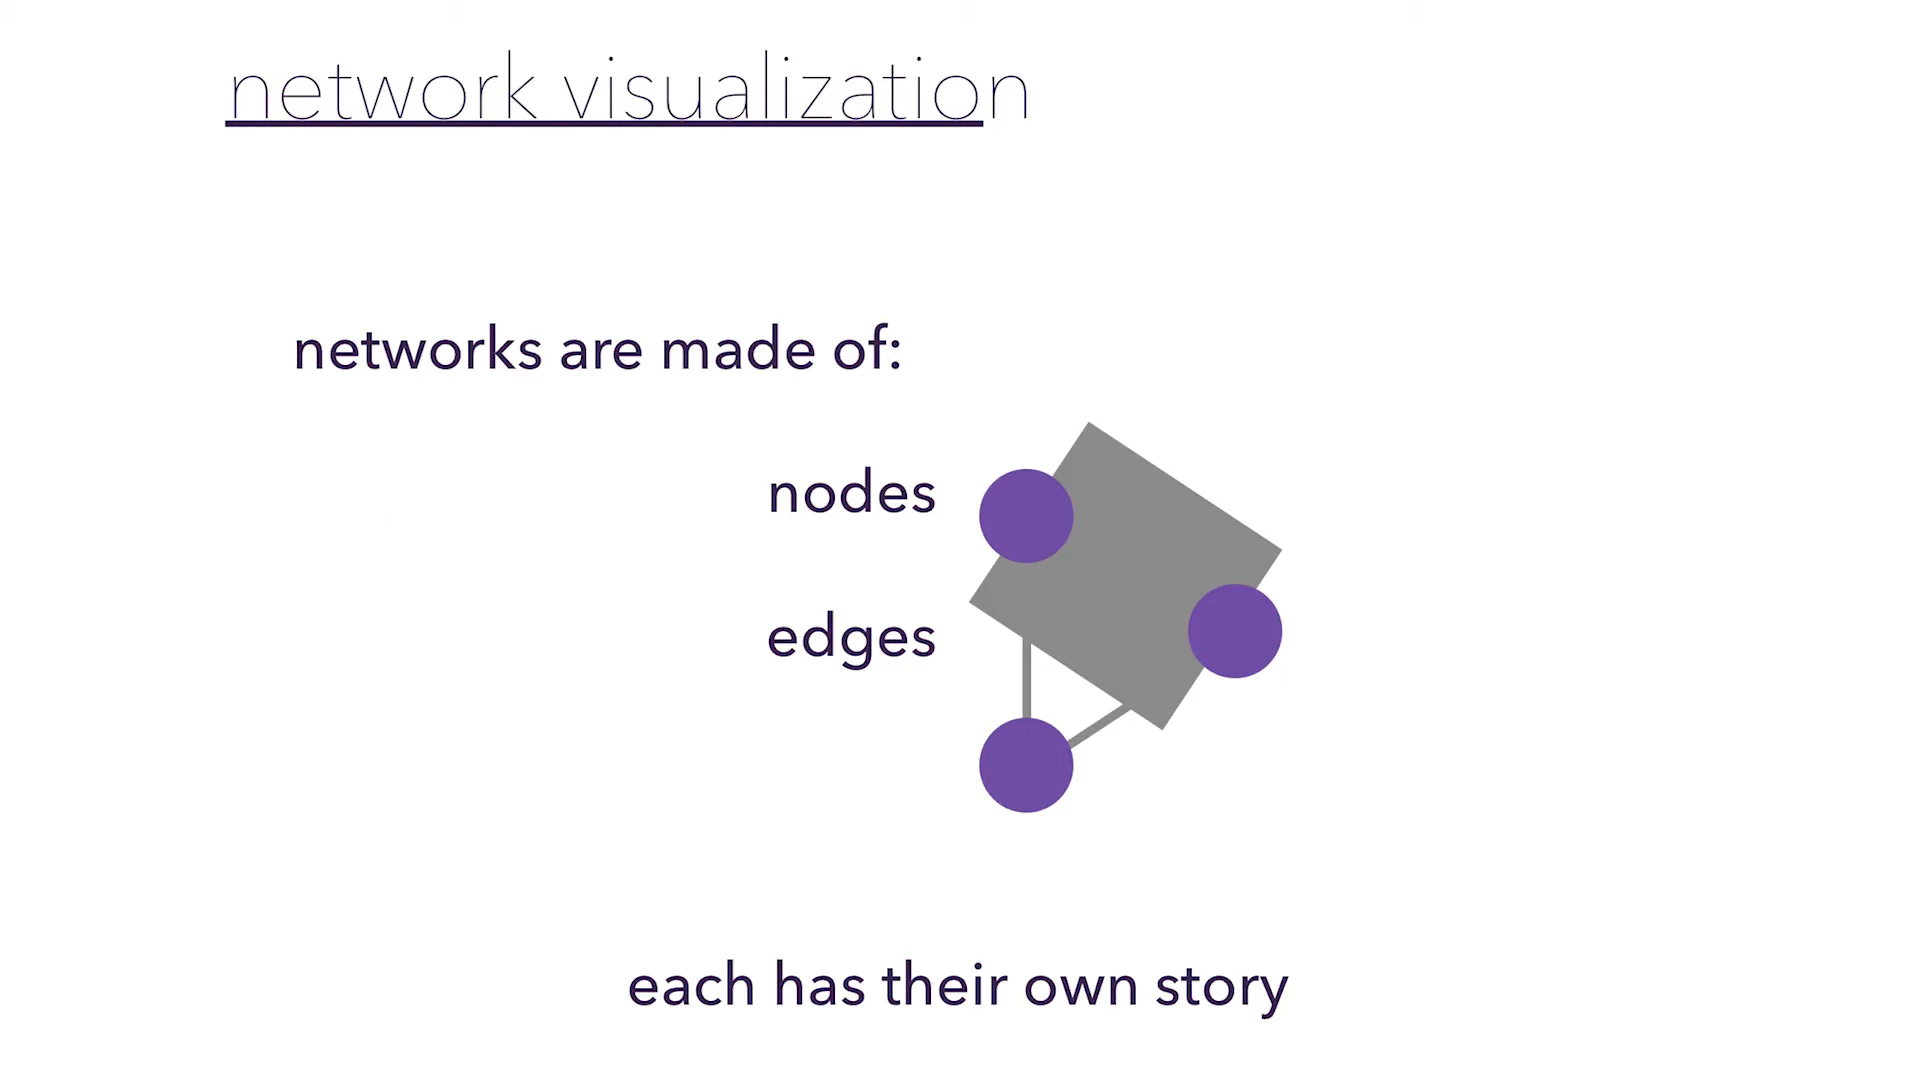 network visualization
networks are made of:
nodes
edges
each has their own story